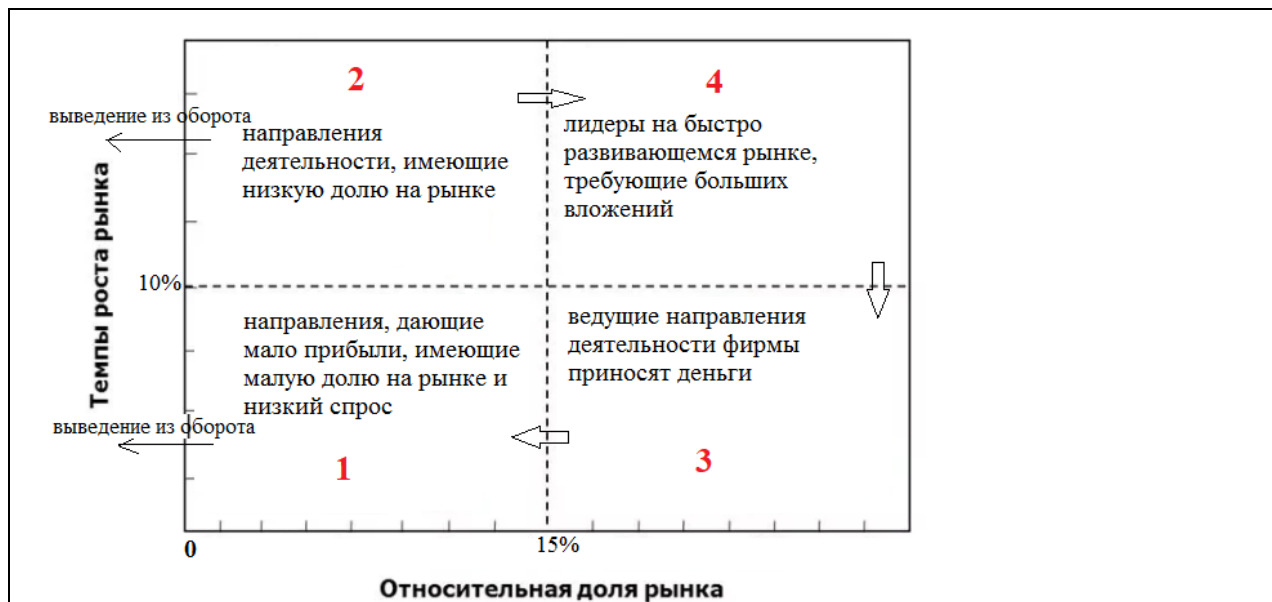 2
4
выведение из оборота
направления
деятельности, имеющие
низкую долю на рынке
лидеры на быстро
развивающемся рынке,
требующие больших
вложений
Темпы роста рынка
10%
направления, дающие
мало прибыли, имеющие
малую долю на рынке и
низкий спрос
ведущие направления
деятельности фирмы
приносят деньги
выведение из оборота
1
3
0
15%
Относительная доля рынка